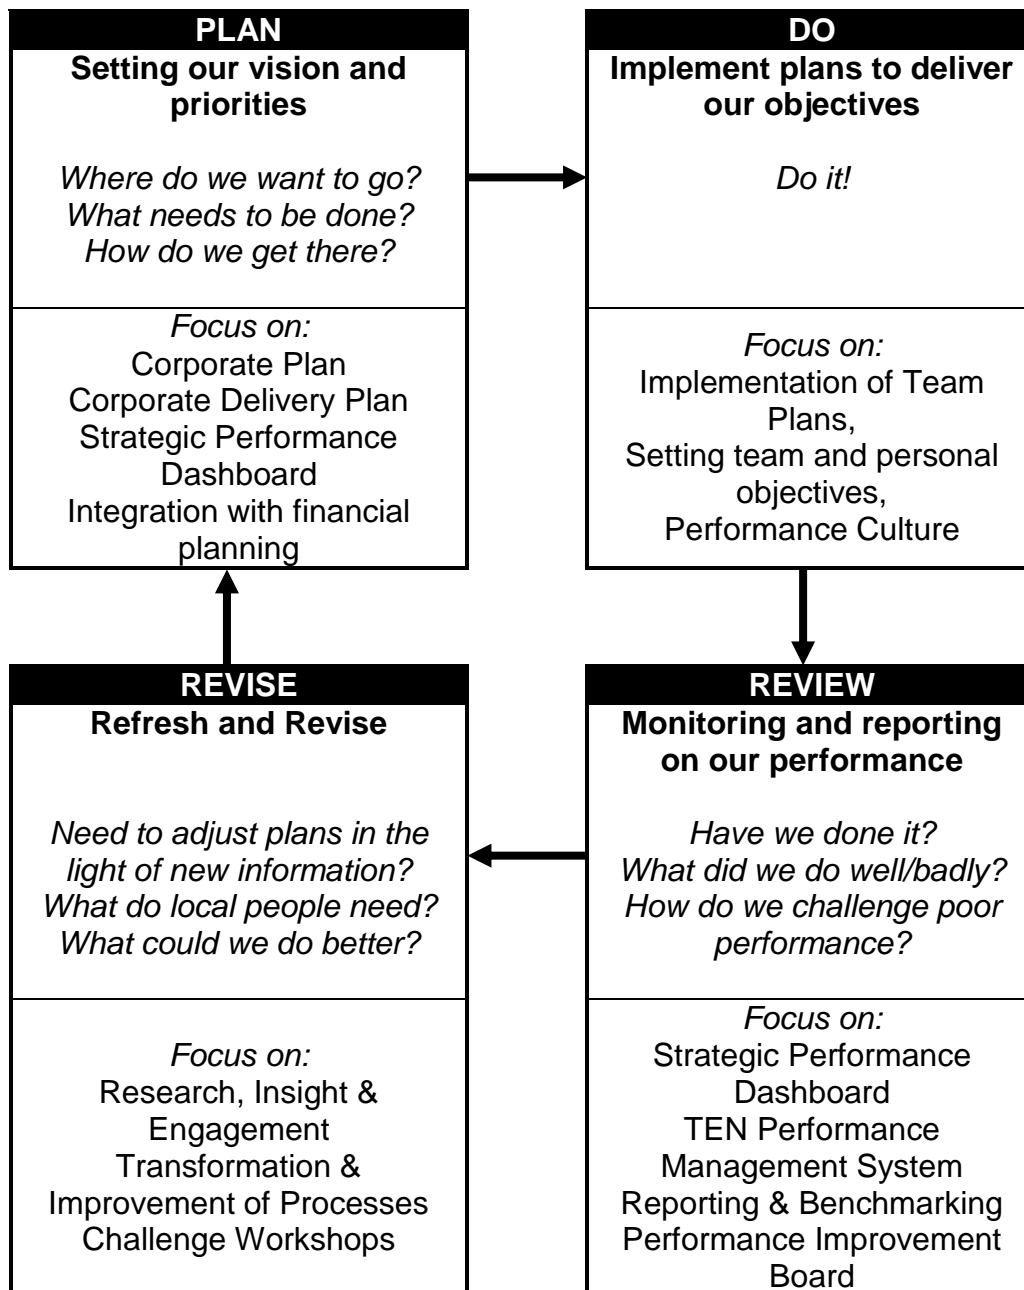 PLAN
Setting our vision and
priorities
Where do we want to go?
What needs to be done?
How do we get there?
Focus on:
Corporate Plan
Corporate Delivery Plan
Strategic Performance
Dashboard
Integration with financial
planning
DO
Implement plans to deliver
our objectives
Do it!
Focus on:
Implementation of Team
Plans,
Setting team and personal
objectives,
Performance Culture
REVISE
Refresh and Revise
Need to adjust plans in the
light of new information?
What do local people need?
What could we do better?
Focus on:
Research, Insight &
Engagement
Transformation &
Improvement of Processes
Challenge Workshops
REVIEW
Monitoring and reporting
on our performance
Have we done it?
What did we do well/badly?
How do we challenge poor
performance?
Focus on:
Strategic Performance
Dashboard
TEN Performance
Management System
Reporting & Benchmarking
Performance Improvement
Board